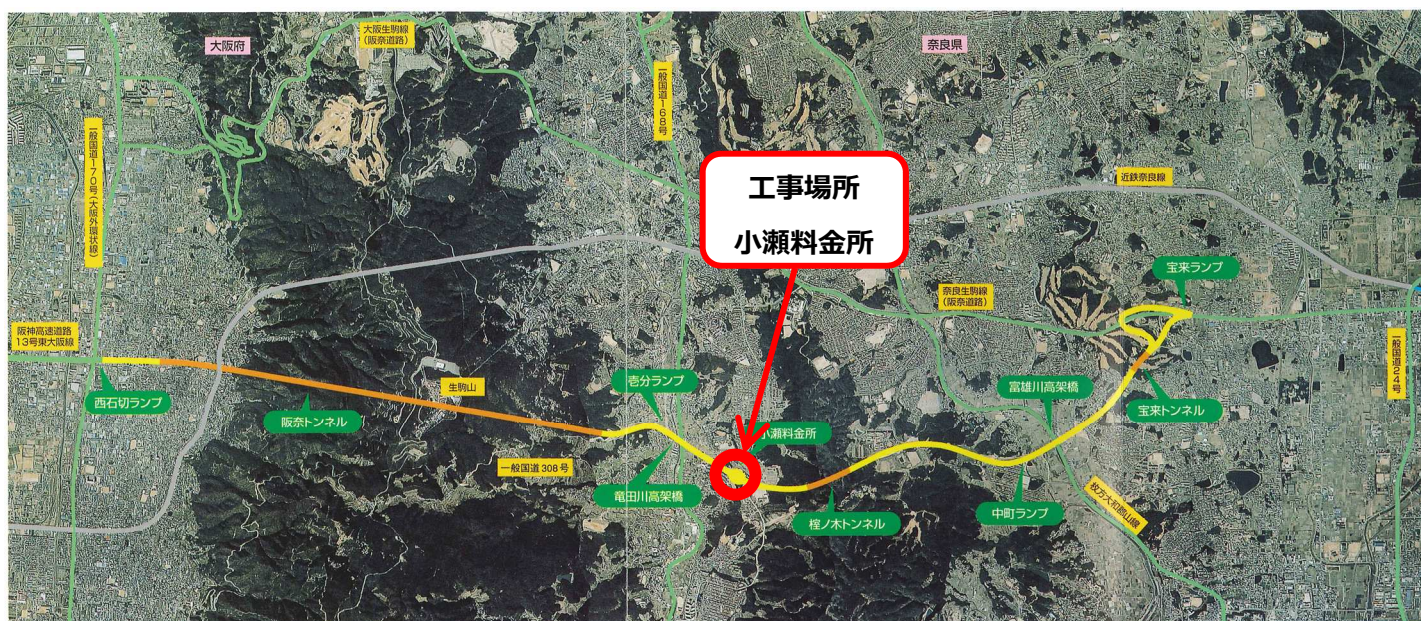 大阪府
大阪生駒線
(阪奈道路)
奈良県
一般国道168号
一般国道170号(大阪外環状線)
工事場所
小瀬料金所
近鉄奈良線
宝来ランプ
奈良生駒線
(阪奈道路)
阪神高速道路
13号東大阪線
一般国道24号
生駒山
壱分ランプ
富雄川高架橋
西石切ランプ
阪奈トンネル
宝来トンネル
小瀬料金所
一般国道308号
竜田川高架橋
枚方大和郡山線
中町ランプ
桜ノ木トンネル